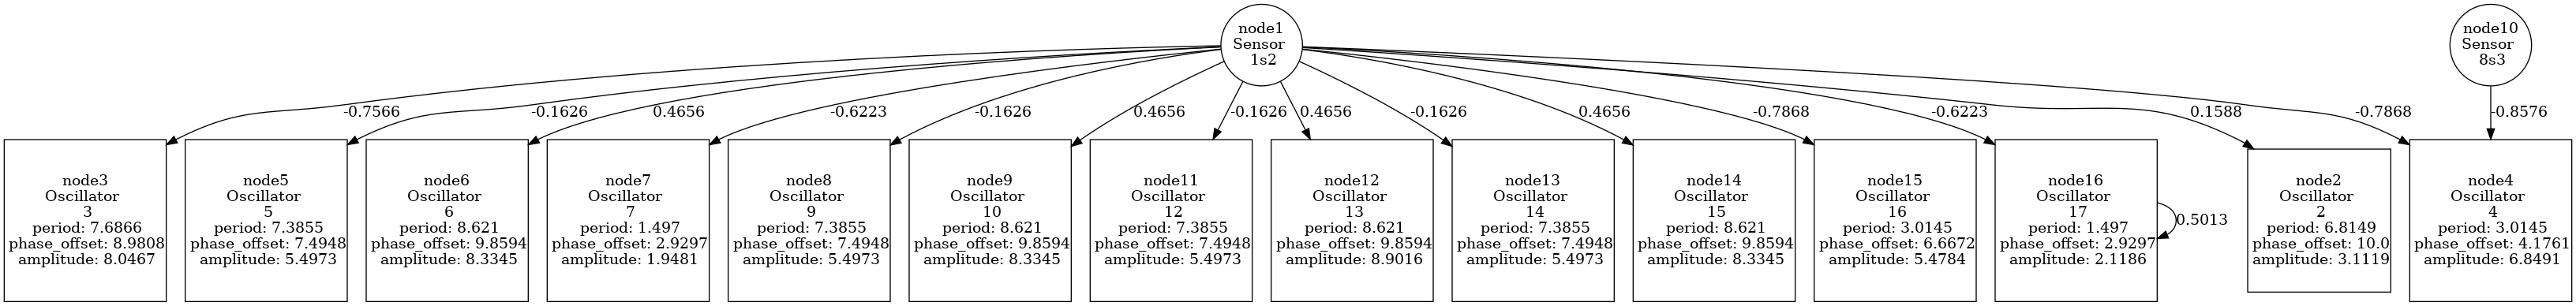 node1
Sensor
1s2
node10
Sensor
8s3
-0.7566
-0.1626
0.4656
-0.6223
-0.1626
0.4656
-0.1626
0.4656
-0.1626
0.4656
-0.7868
-0.6223
0.1588
-0.7868
-0.8576
node3
Oscillator
3
period: 7.6866
phase_offset: 8.9808
amplitude: 8.0467
node5
Oscillator
5
period: 7.3855
phase_offset: 7.4948
amplitude: 5.4973
node6
Oscillator
6
period: 8.621
phase_offset: 9.8594
amplitude: 8.3345
node7
Oscillator
7
period: 1.497
phase_offset: 2.9297
amplitude: 1.9481
node8
Oscillator
9
period: 7.3855
phase_offset: 7.4948
amplitude: 5.4973
node9
Oscillator
10
period: 8.621
phase_offset: 9.8594
amplitude: 8.3345
node11
Oscillator
12
period: 7.3855
phase_offset: 7.4948
amplitude: 5.4973
node12
Oscillator
13
period: 8.621
phase_offset: 9.8594
amplitude: 8.9016
node13
Oscillator
14
period: 7.3855
phase_offset: 7.4948
amplitude: 5.4973
node14
Oscillator
15
period: 8.621
phase_offset: 9.8594
amplitude: 8.3345
node15
Oscillator
16
period: 3.0145
phase_offset: 6.6672
amplitude: 5.4784
node16
Oscillator
17
period: 1.497
phase_offset: 2.9297
amplitude: 2.1186
0.5013
node2
Oscillator
2
period: 6.8149
phase_offset: 10.0
amplitude: 3.1119
node4
Oscillator
4
period: 3.0145
phase_offset: 4.1761
amplitude: 6.8491